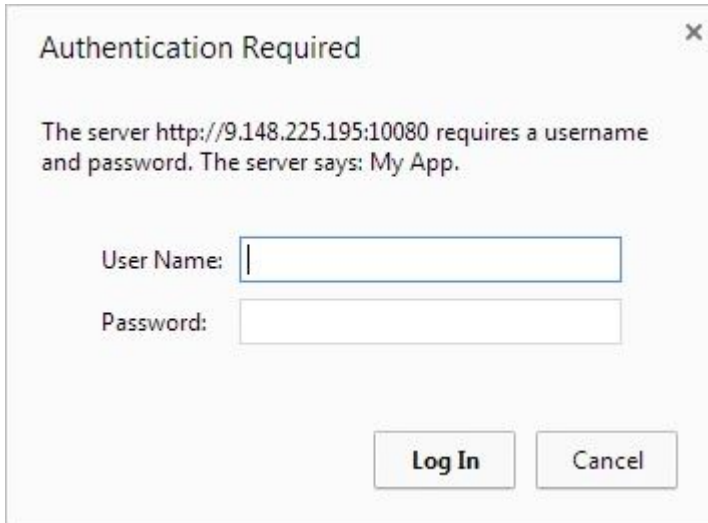 Authentication Required
The server http://9.148.225.195:10080 requires a username
and password. The server says: My App.
User Name:
Password:
Log In Cancel